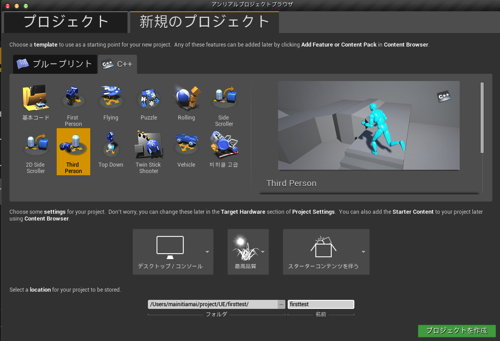 アンリアルプロジェクトブラウザ
プロジェクト 新規のプロジェクト
Choose a template to use as a starting point for your new project. Any of these features can be added later by clicking Add Feature or Content Pack in Content Browser.
ブループリント C++
基本コード First Person Flying Puzzle Rolling Side Scroller
2D Side Scroller Third Person Top Down Twin Stick Shooter Vehicle 비히클 고급
Third Person
Choose some settings for your project. Don't worry, you can change these later in the Target Hardware section of Project Settings. You can also add the Starter Content to your project later
using Content Browser.
デスクトップ / コンソール 最高品質 スターターコンテンツを伴う
Select a location for your project to be stored.
/Users/mainitiamai/project/UE/firsttest/ ... firsttest
フォルダ 名前
プロジェクトを作成